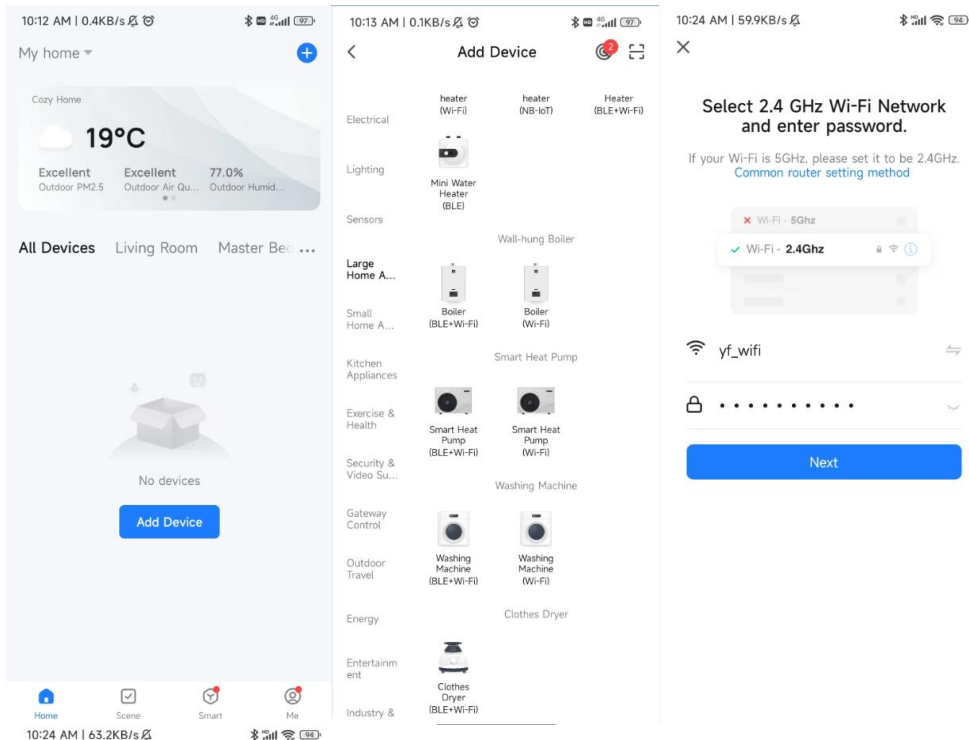 10:12 AM | 0.4KB/s
4G
97
My home
Cozy Home
19°C
Excellent
Excellent
77.0%
Outdoor PM2.5
Outdoor Air Qu...
Outdoor Humid...
All Devices
Living Room
Master Bed
...
No devices
Add Device
Home
Scene
Smart
Me
10:24 AM | 63.2KB/s
94
10:13 AM | 0.1KB/s
4G
97
Add Device
2
Electrical
Lighting
Sensors
Large
Home A...
Small
Home A...
Kitchen
Appliances
Exercise &
Health
Security &
Video Su...
Gateway
Control
Outdoor
Travel
Energy
Entertainm
ent
Industry &
heater
(Wi-Fi)
heater
(NB-IoT)
Heater
(BLE+Wi-Fi)
Mini Water
Heater
(BLE)
Wall-hung Boiler
Boiler
(BLE+Wi-Fi)
Boiler
(Wi-Fi)
Smart Heat Pump
Smart Heat
Pump
(BLE+Wi-Fi)
Smart Heat
Pump
(Wi-Fi)
Washing Machine
Washing
Machine
(BLE+Wi-Fi)
Washing
Machine
(Wi-Fi)
Clothes Dryer
Clothes
Dryer
(BLE+Wi-Fi)
10:24 AM | 59.9KB/s
94
Select 2.4 GHz Wi-Fi Network
and enter password.
If your Wi-Fi is 5GHz, please set it to be 2.4GHz.
Common router setting method
Wi-Fi - 5Ghz
Wi-Fi - 2.4Ghz
yf_wifi
Next